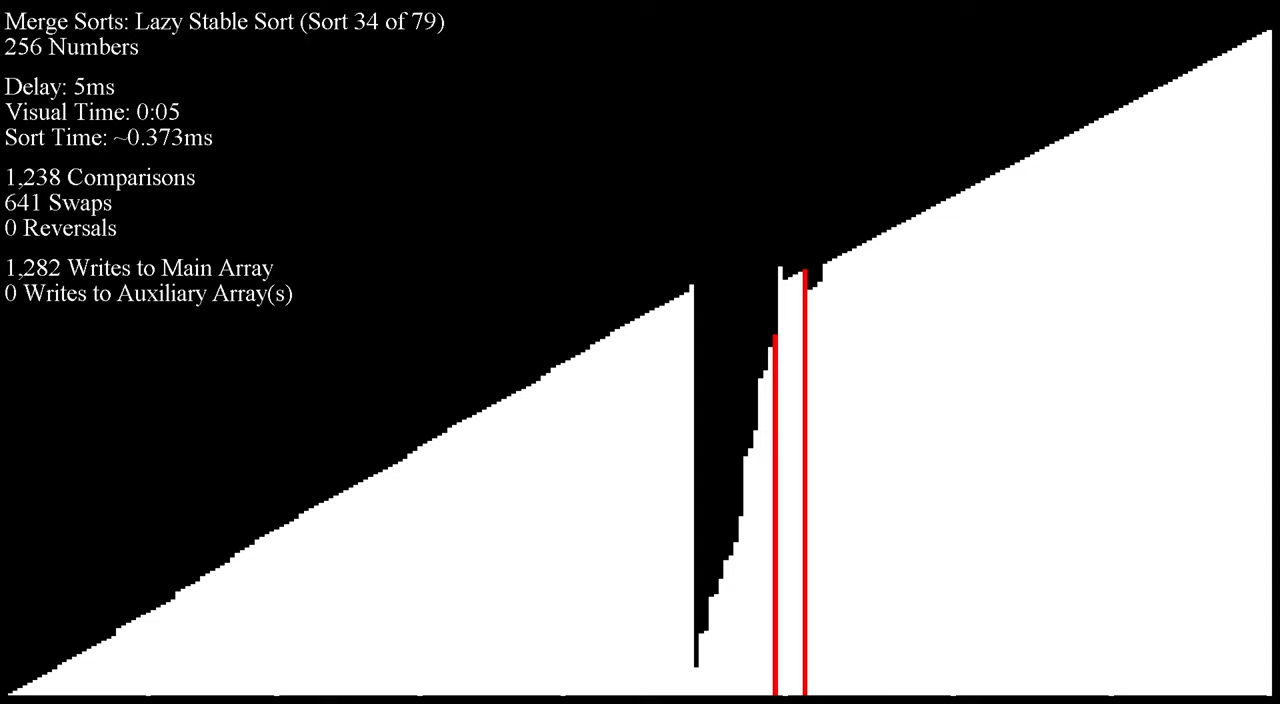 Merge Sorts: Lazy Stable Sort (Sort 34 of 79)
256 Numbers
Delay: 5ms
Visual Time: 0:05
Sort Time: ~0.373ms
1,238 Comparisons
641 Swaps
0 Reversals
1,282 Writes to Main Array
0 Writes to Auxiliary Array(s)